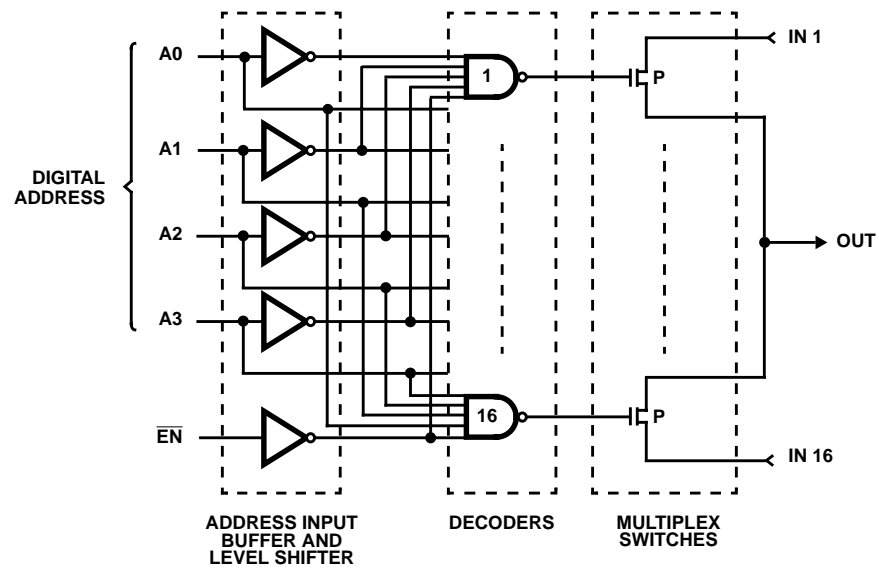 A0
1
P
IN 1
A1
DIGITAL
ADDRESS
A2
OUT
A3
EN
16
P
IN 16
ADDRESS INPUT
BUFFER AND
LEVEL SHIFTER
DECODERS
MULTIPLEX
SWITCHES